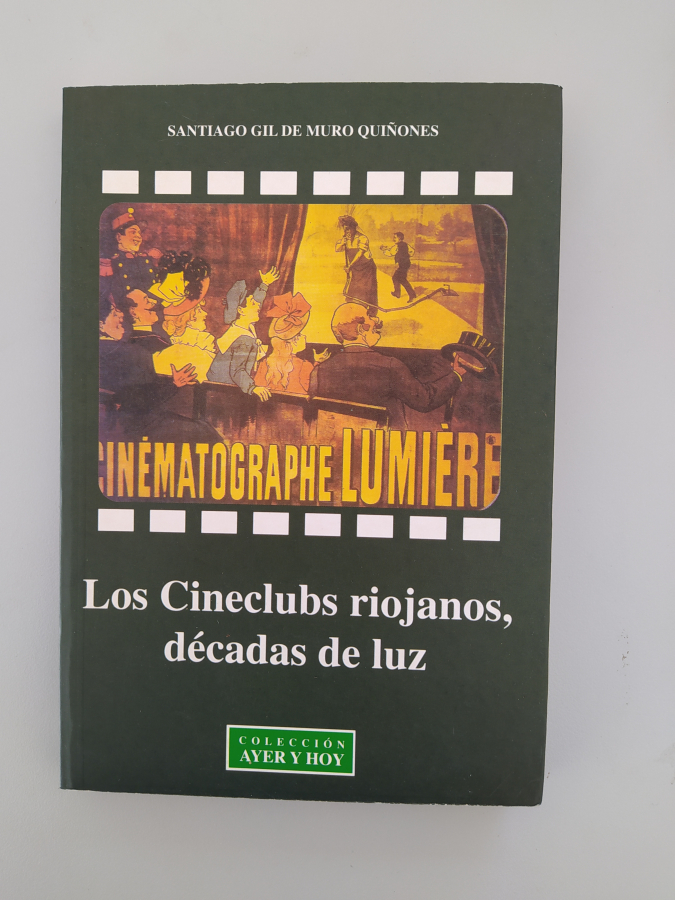 SANTIAGO GIL DE MURO QUIÑONES
CINÉMATOGRAPHE LUMIÈRE
Los Cineclubs riojanos,
décadas de luz
COLECCIÓN
AYER Y HOY